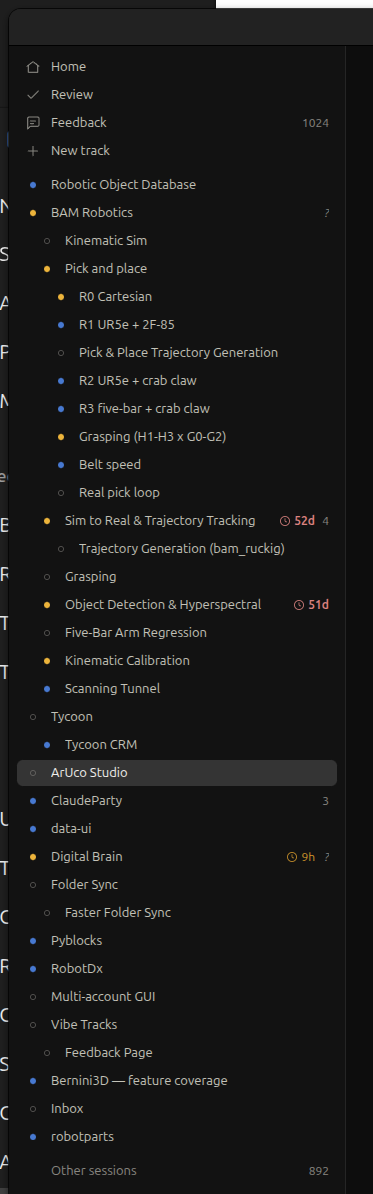 Home
Review
Feedback 1024
New track
Robotic Object Database
BAM Robotics ?
Kinematic Sim
Pick and place
R0 Cartesian
R1 UR5e + 2F-85
Pick & Place Trajectory Generation
R2 UR5e + crab claw
R3 five-bar + crab claw
Grasping (H1-H3 x G0-G2)
Belt speed
Real pick loop
Sim to Real & Trajectory Tracking 52d 4
Trajectory Generation (bam_ruckig)
Grasping
Object Detection & Hyperspectral 51d
Five-Bar Arm Regression
Kinematic Calibration
Scanning Tunnel
Tycoon
Tycoon CRM
ArUco Studio
ClaudeParty 3
data-ui
Digital Brain 9h ?
Folder Sync
Faster Folder Sync
Pyblocks
RobotDx
Multi-account GUI
Vibe Tracks
Feedback Page
Bernini3D — feature coverage
Inbox
robotparts
Other sessions 892